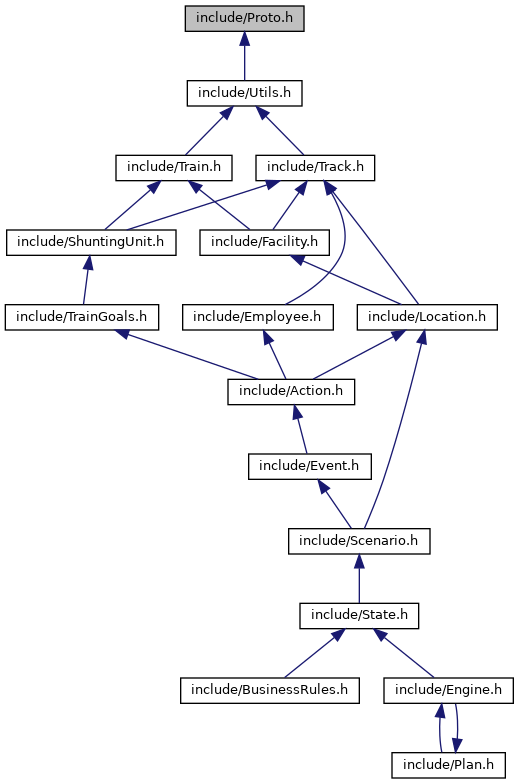 include/Proto.h
include/Utils.h
include/Train.h
include/Track.h
include/ShuntingUnit.h
include/Facility.h
include/TrainGoals.h
include/Employee.h
include/Location.h
include/Action.h
include/Event.h
include/Scenario.h
include/State.h
include/BusinessRules.h
include/Engine.h
include/Plan.h